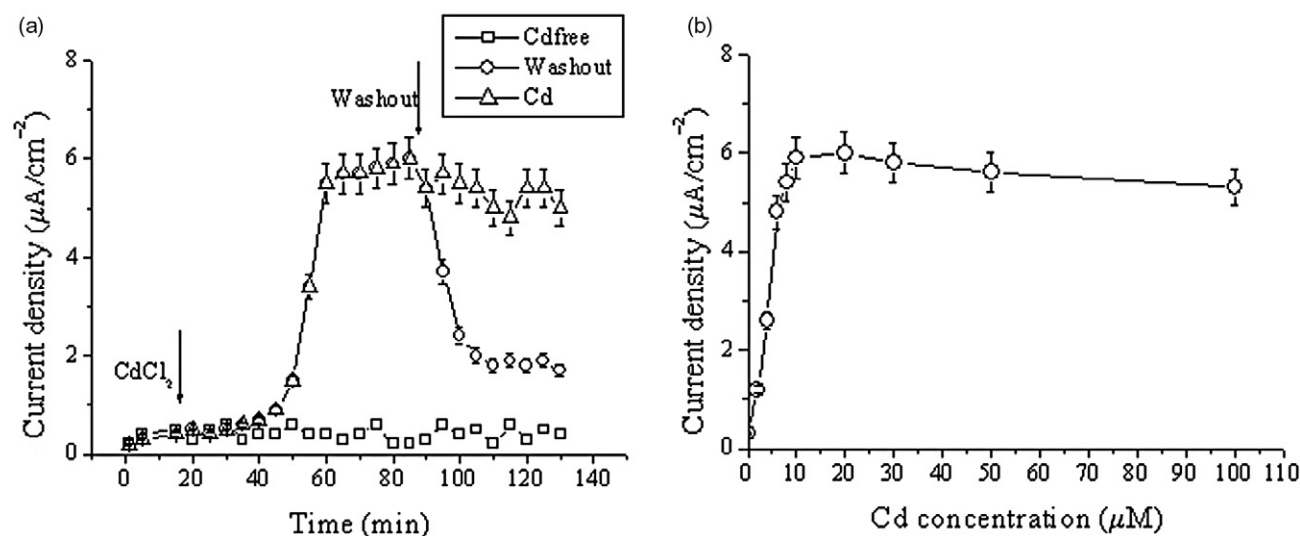 (a)
Cdfree
Washout
Cd
Washout
CdCl₂
Current density (μA/cm⁻²)
8
6
4
2
0
0 20 40 60 80 100 120 140
Time (min)
(b)
Current density (μA/cm⁻²)
8
6
4
2
0
0 10 20 30 40 50 60 70 80 90 100 110
Cd concentration (μM)